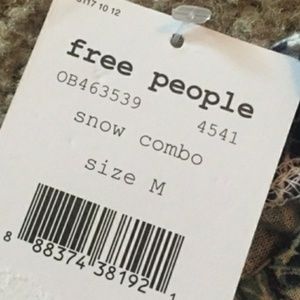 free people
OB463539 4541
snow combo
size M
8 88374 38192 1